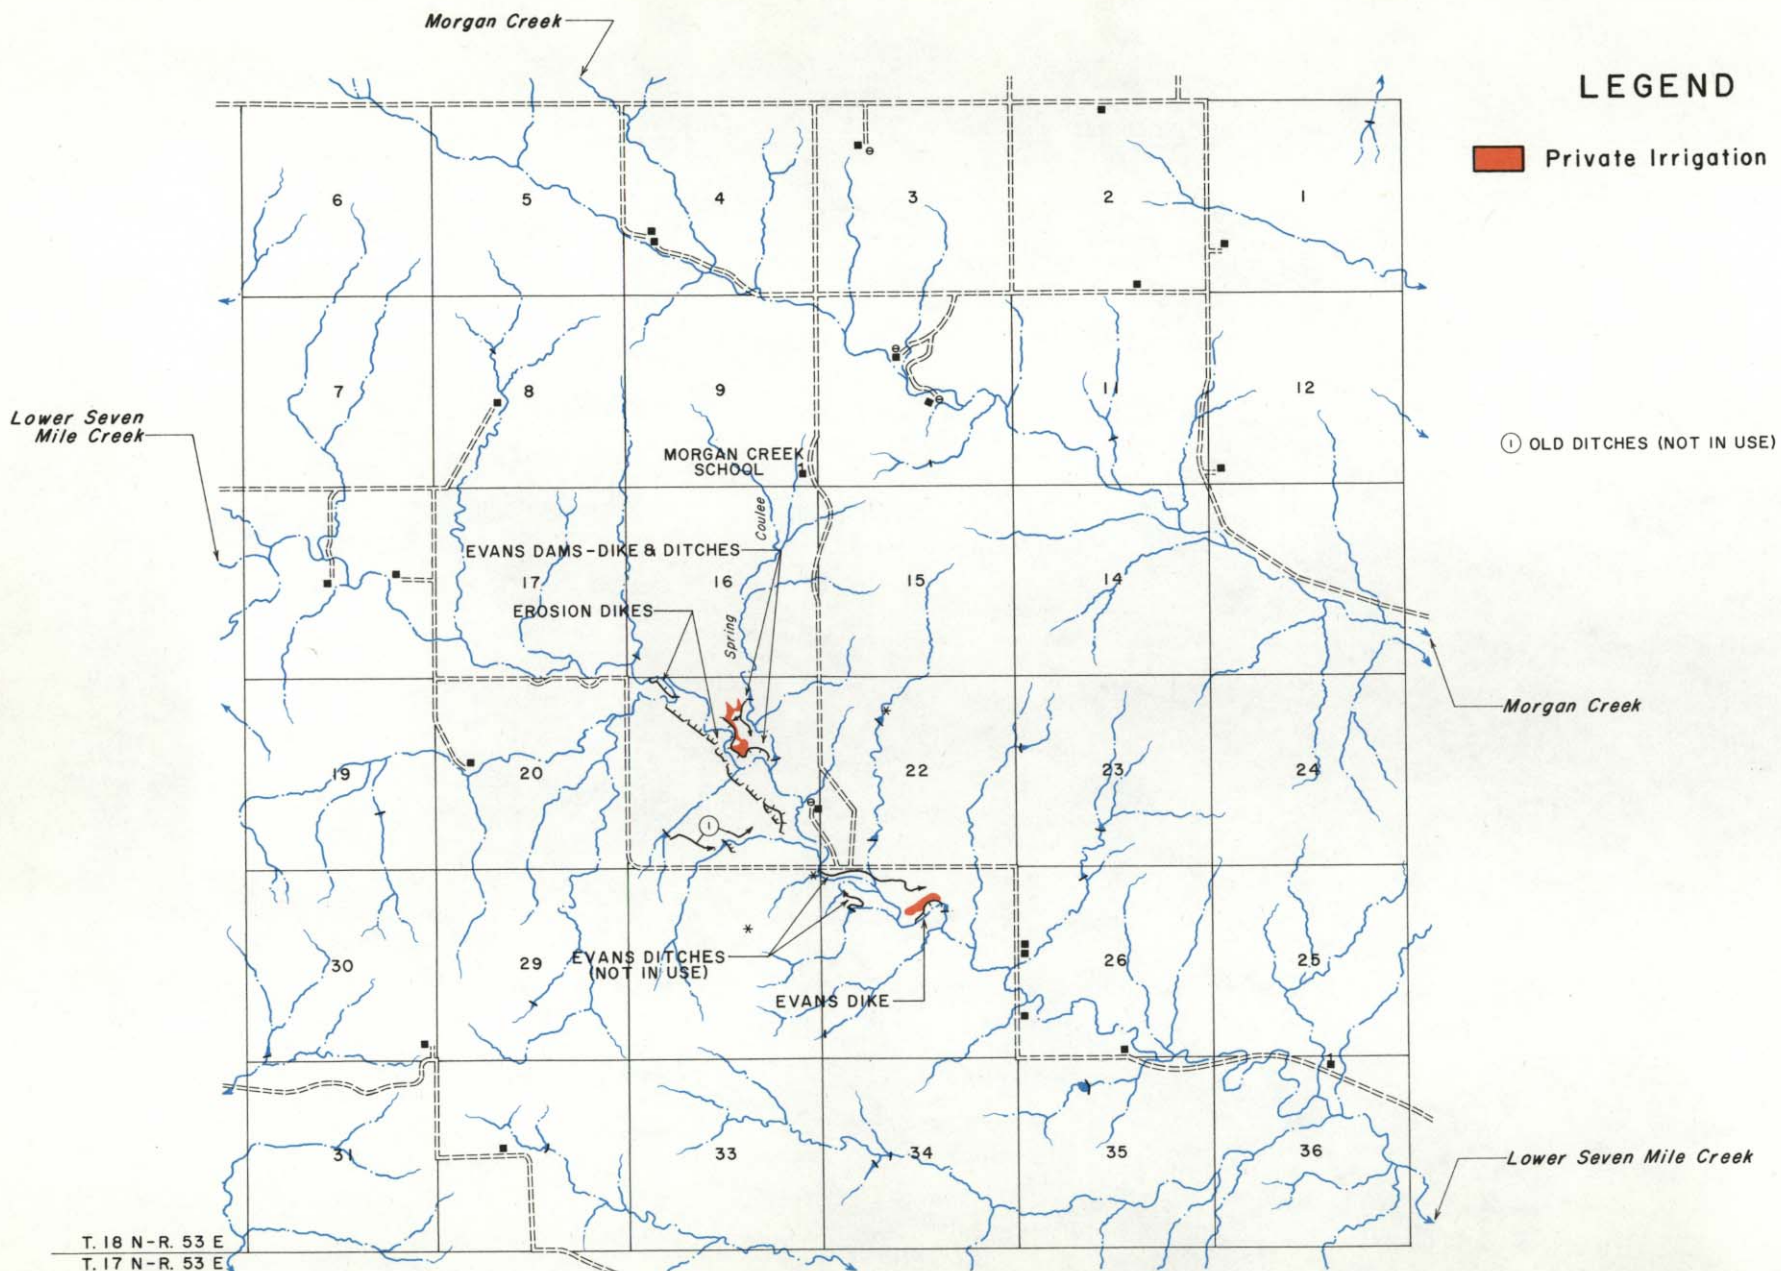 Morgan Creek
LEGEND
Private Irrigation
6
5
4
3
2
1
7
8
9
11
12
Lower Seven
Mile Creek
MORGAN CREEK
SCHOOL
1 OLD DITCHES (NOT IN USE)
Coulee
EVANS DAMS-DIKE & DITCHES
17
16
15
14
EROSION DIKES
Spring
Morgan Creek
19
20
22
23
24
1
30
29
EVANS DITCHES
(NOT IN USE)
26
25
EVANS DIKE
31
33
34
35
36
Lower Seven Mile Creek
T. 18 N-R. 53 E
T. 17 N-R. 53 E